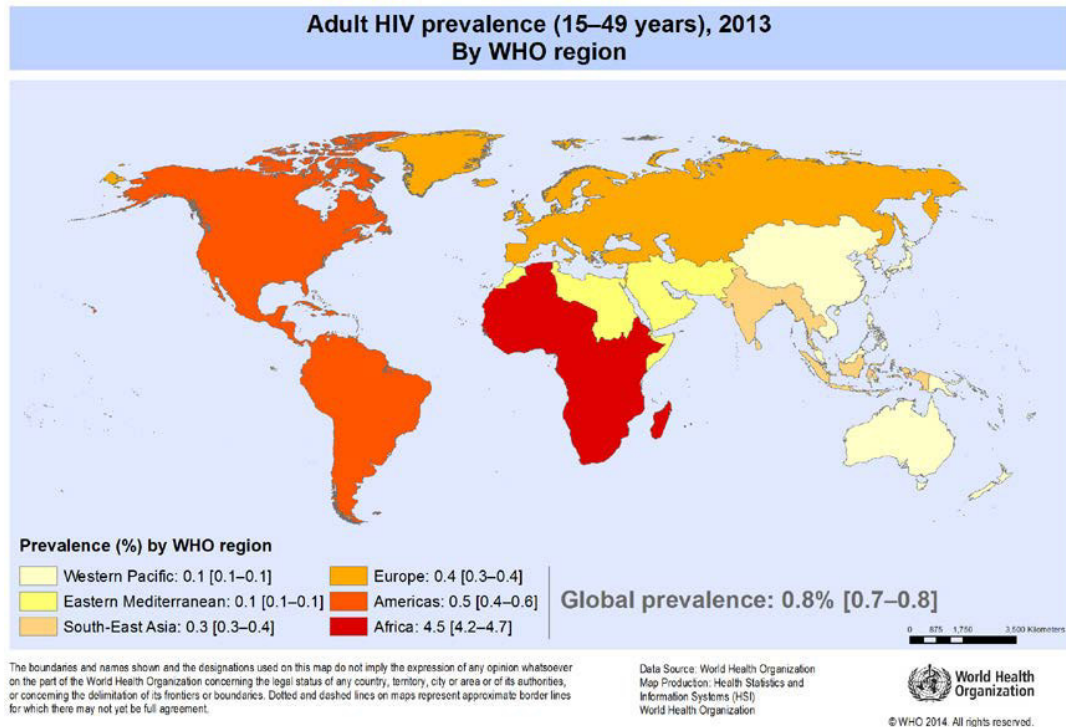 Adult HIV prevalence (15–49 years), 2013
By WHO region
Prevalence (%) by WHO region
Western Pacific: 0.1 [0.1–0.1]
Eastern Mediterranean: 0.1 [0.1–0.1]
South-East Asia: 0.3 [0.3–0.4]
Europe: 0.4 [0.3–0.4]
Americas: 0.5 [0.4–0.6]
Africa: 4.5 [4.2–4.7]
Global prevalence: 0.8% [0.7–0.8]
0 875 1,750 3,500 Kilometers
The boundaries and names shown and the designations used on this map do not imply the expression of any opinion whatsoever
on the part of the World Health Organization concerning the legal status of any country, territory, city or area or of its authorities,
or concerning the delimitation of its frontiers or boundaries. Dotted and dashed lines on maps represent approximate border lines
for which there may not yet be full agreement.
Data Source: World Health Organization
Map Production: Health Statistics and
Information Systems (HSI)
World Health Organization
World Health
Organization
© WHO 2014. All rights reserved.